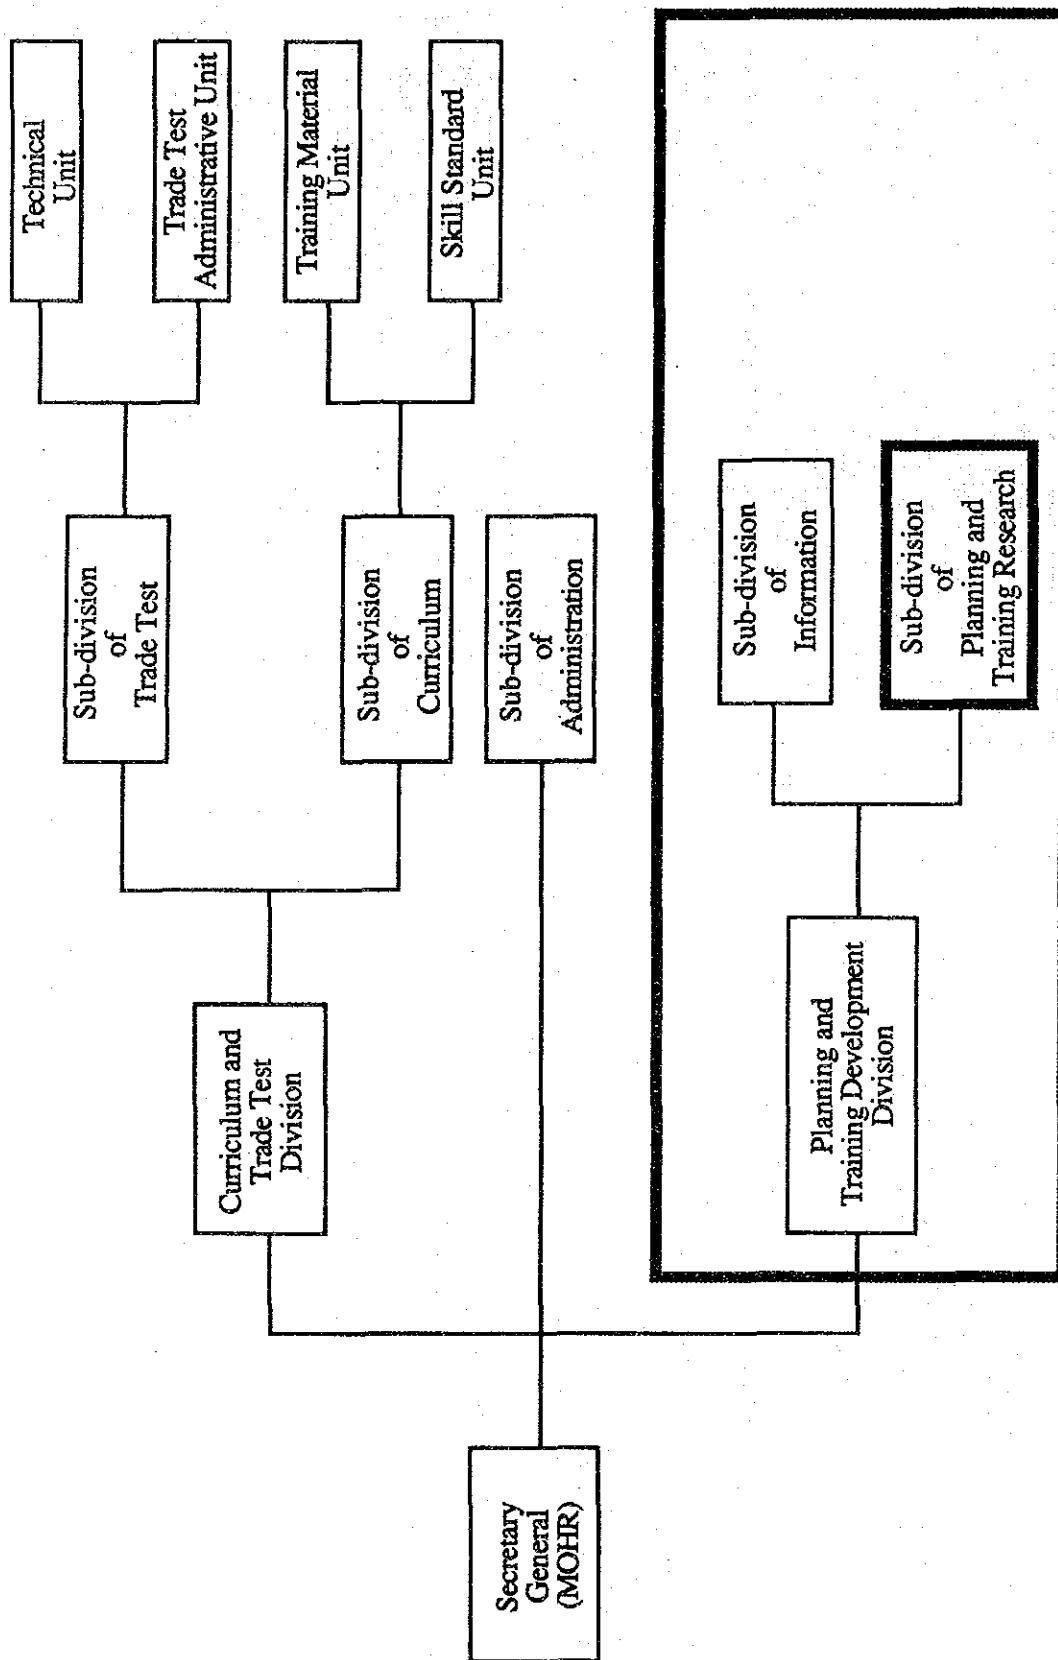 Secretary
General
(MOHR)
Curriculum and
Trade Test
Division
Planning and
Training Development
Division
Sub-division
of
Trade Test
Sub-division
of
Curriculum
Sub-division
of
Administration
Sub-division
of
Information
Sub-division
of
Planning and
Training Research
Technical
Unit
Trade Test
Administrative Unit
Training Material
Unit
Skill Standard
Unit